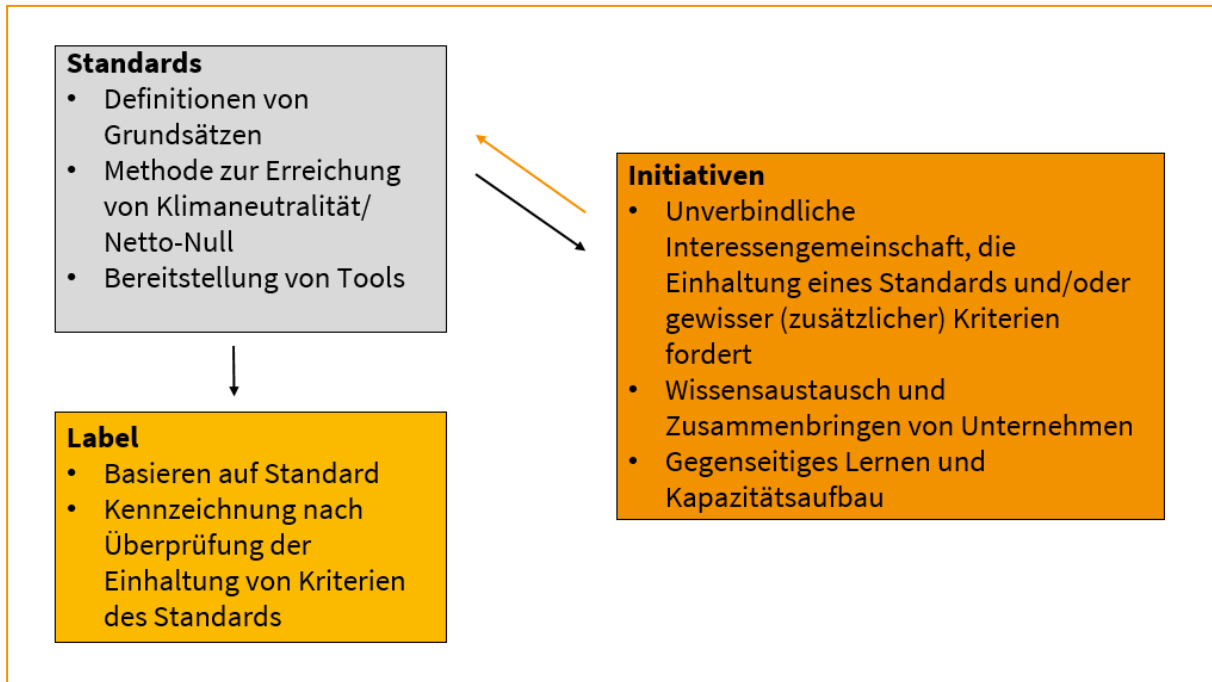 Standards
• Definitionen von
Grundsätzen
• Methode zur Erreichung
von Klimaneutralität/
Netto-Null
• Bereitstellung von Tools
Initiativen
• Unverbindliche
Interessengemeinschaft, die
Einhaltung eines Standards und/oder
gewisser (zusätzlicher) Kriterien
fordert
• Wissensaustausch und
Zusammenbringen von Unternehmen
• Gegenseitiges Lernen und
Kapazitätsaufbau
Label
• Basieren auf Standard
• Kennzeichnung nach
Überprüfung der
Einhaltung von Kriterien
des Standards